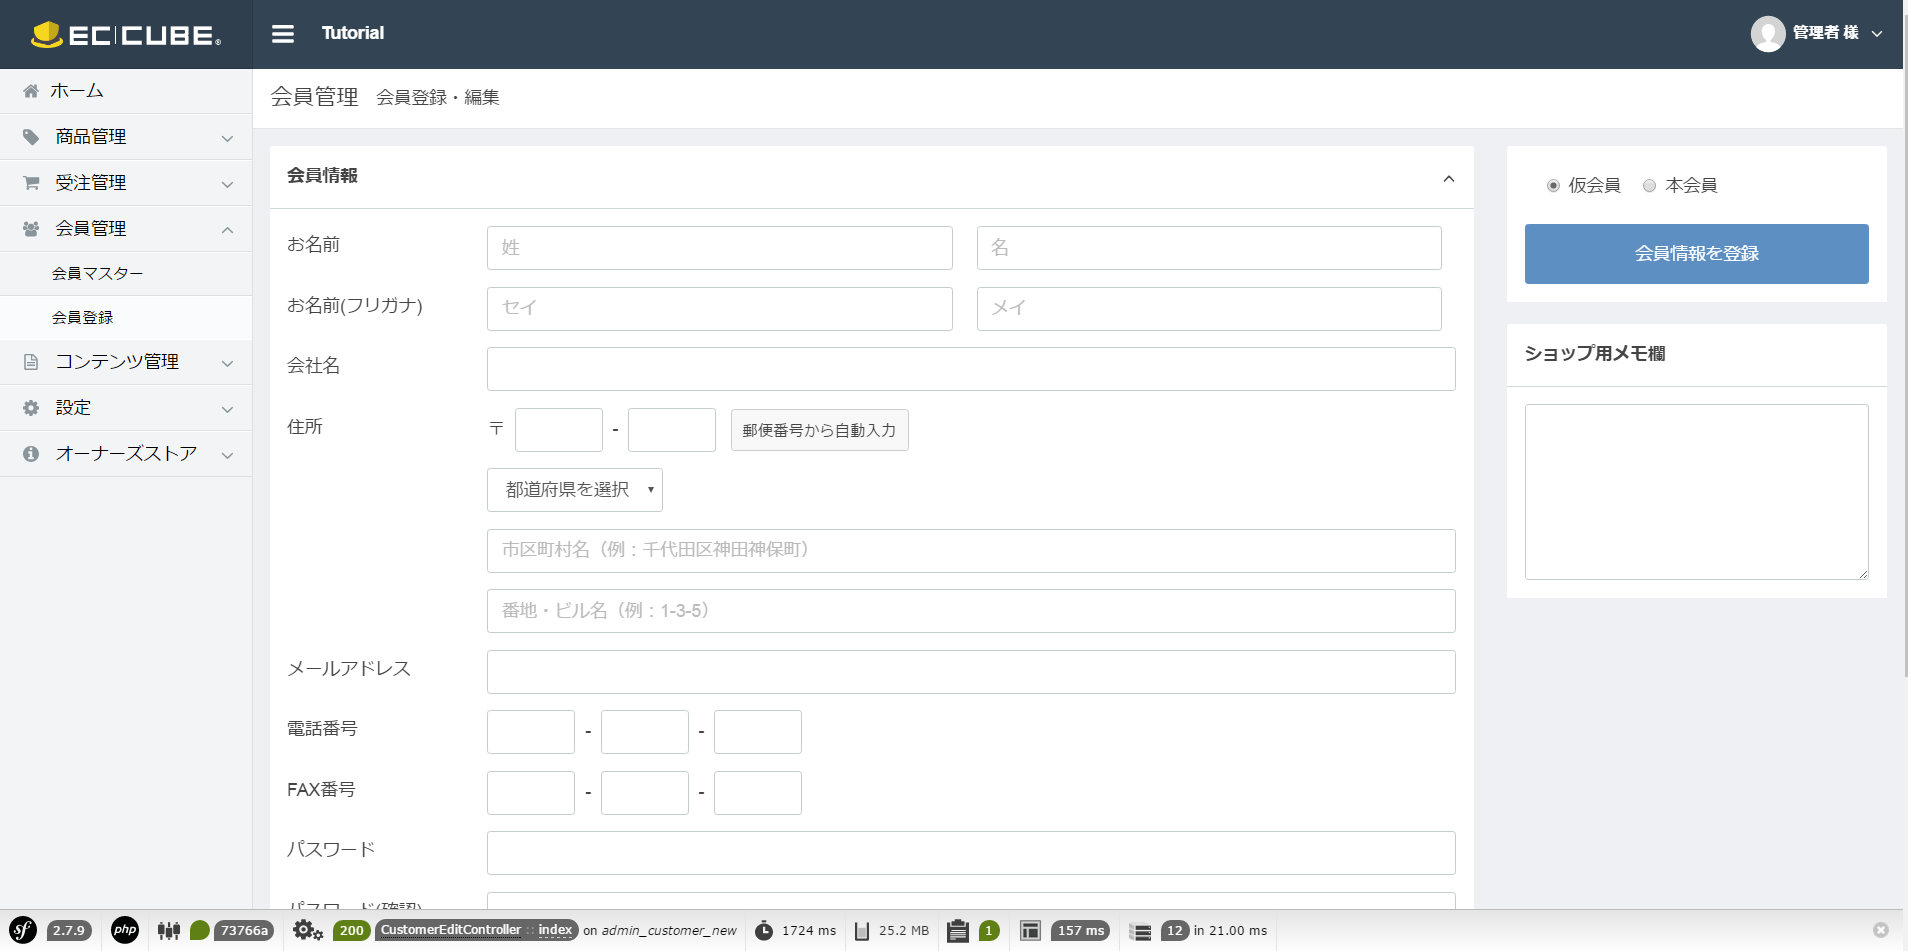 EC CUBE®
Tutorial
管理者 様
ホーム
商品管理
受注管理
会員管理
会員マスター
会員登録
コンテンツ管理
設定
オーナーズストア
会員管理 会員登録・編集
会員情報
お名前 姓 名
お名前(フリガナ) セイ メイ
会社名
住所 〒 - 郵便番号から自動入力
都道府県を選択
市区町村名（例：千代田区神田神保町）
番地・ビル名（例：1-3-5）
メールアドレス
電話番号 - -
FAX番号 - -
パスワード
パスワード(確認)
仮会員 本会員
会員情報を登録
ショップ用メモ欄
sf 2.7.9 php 73766a 200 CustomerEditController :: index on admin_customer_new 1724 ms 25.2 MB 1 157 ms 12 in 21.00 ms